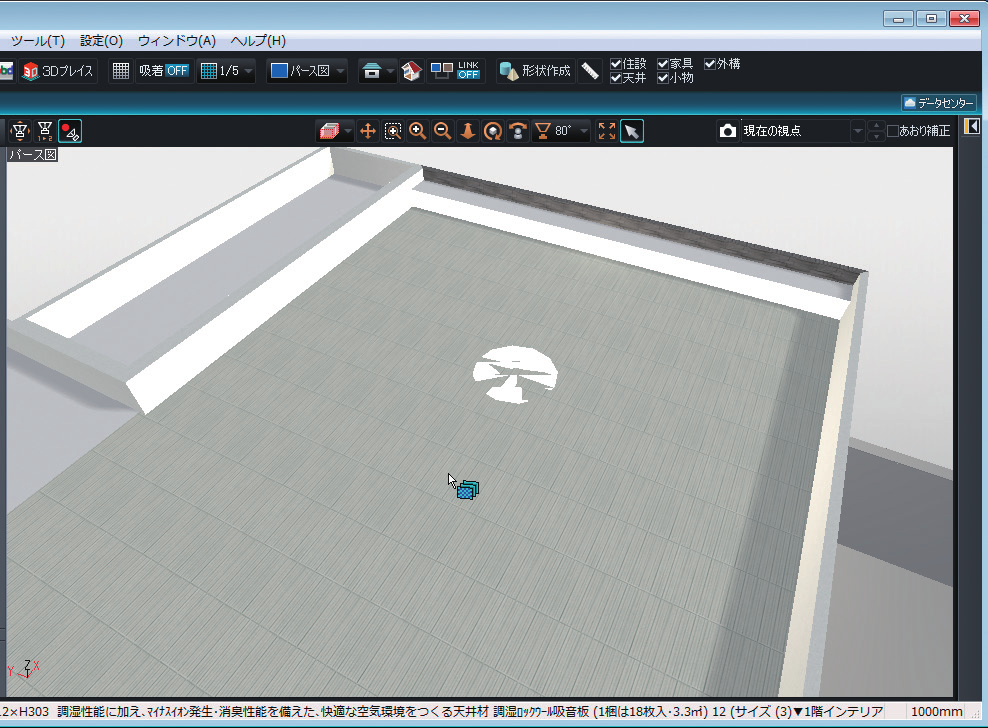 ツール(T) 設定(O) ウィンドウ(A) ヘルプ(H)
3Dプレイス 吸着 OFF 1/5 パース図 LINK OFF 形状作成 住設 家具 外構
天井 小物
データセンター
80° 現在の視点 あおり補正
パース図
Z
Y X
.2×H303 調湿性能に加え、マイナスイオン発生・消臭性能を備えた、快適な空気環境をつくる天井材 調湿ロックウール吸音板 (1梱は18枚入・3.3㎡) 12 (サイズ (3)▼1階インテリア 1000mm